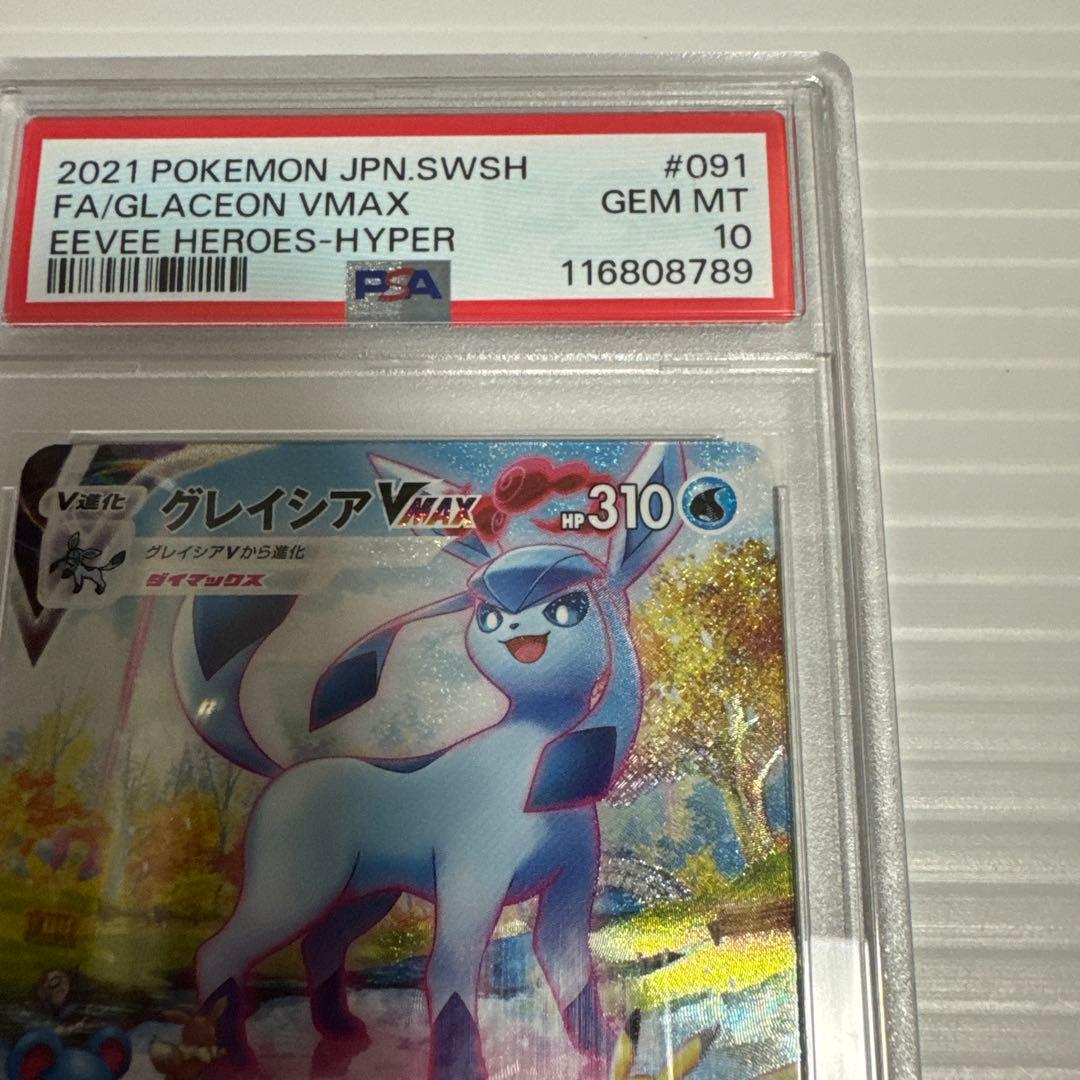 2021 POKEMON JPN.SWSH #091
FA/GLACEON VMAX GEM MT
EEVEE HEROES-HYPER 10
PSA 116808789
V進化 グレイシアVMAX HP310
グレイシアVから進化
ダイマックス